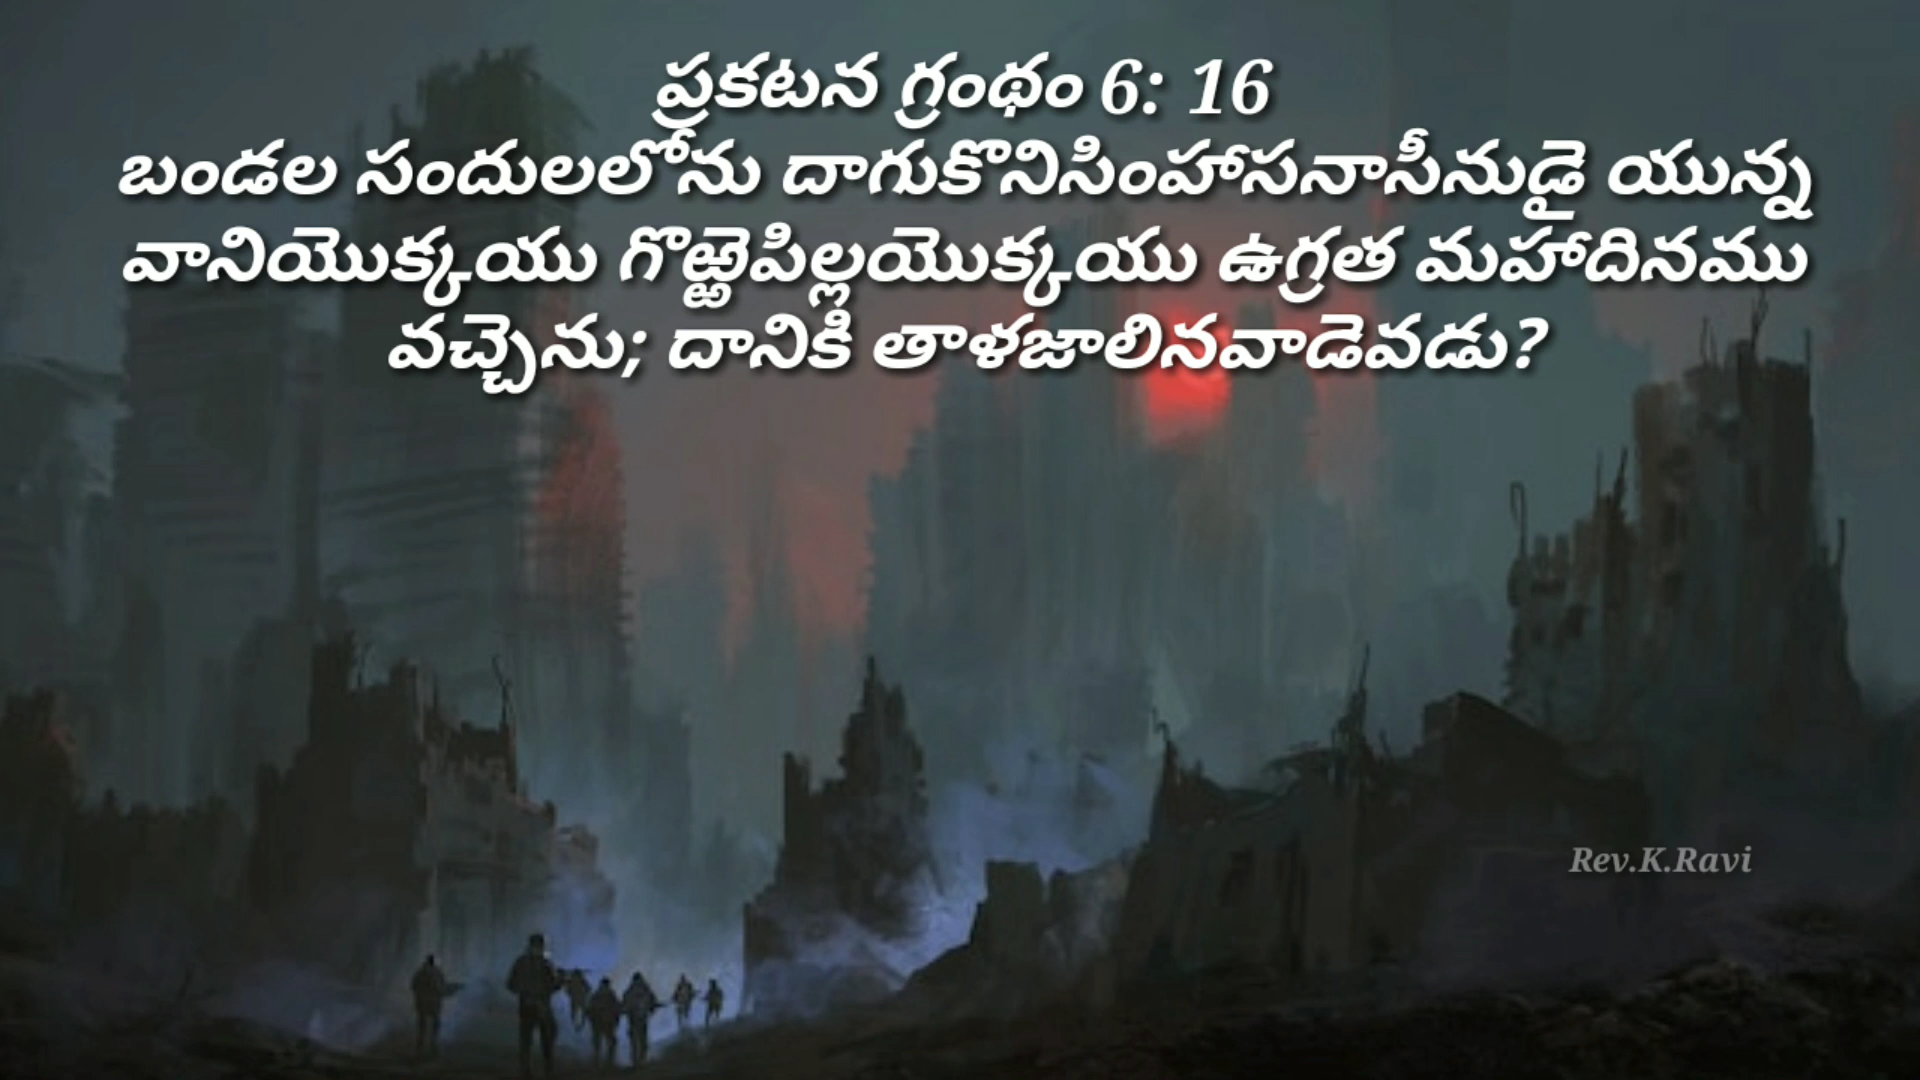 ప్రకటన గ్రంథం 6: 16
బండల సందులలోను దాగుకొనిసింహాసనాసీనుడై యున్న
వానియొక్కయు గొఱ్ఱెపిల్లయొక్కయు ఉగ్రత మహాదినము
వచ్చెను; దానికి తాళజాలినవాడెవడు?
Rev.K.Ravi